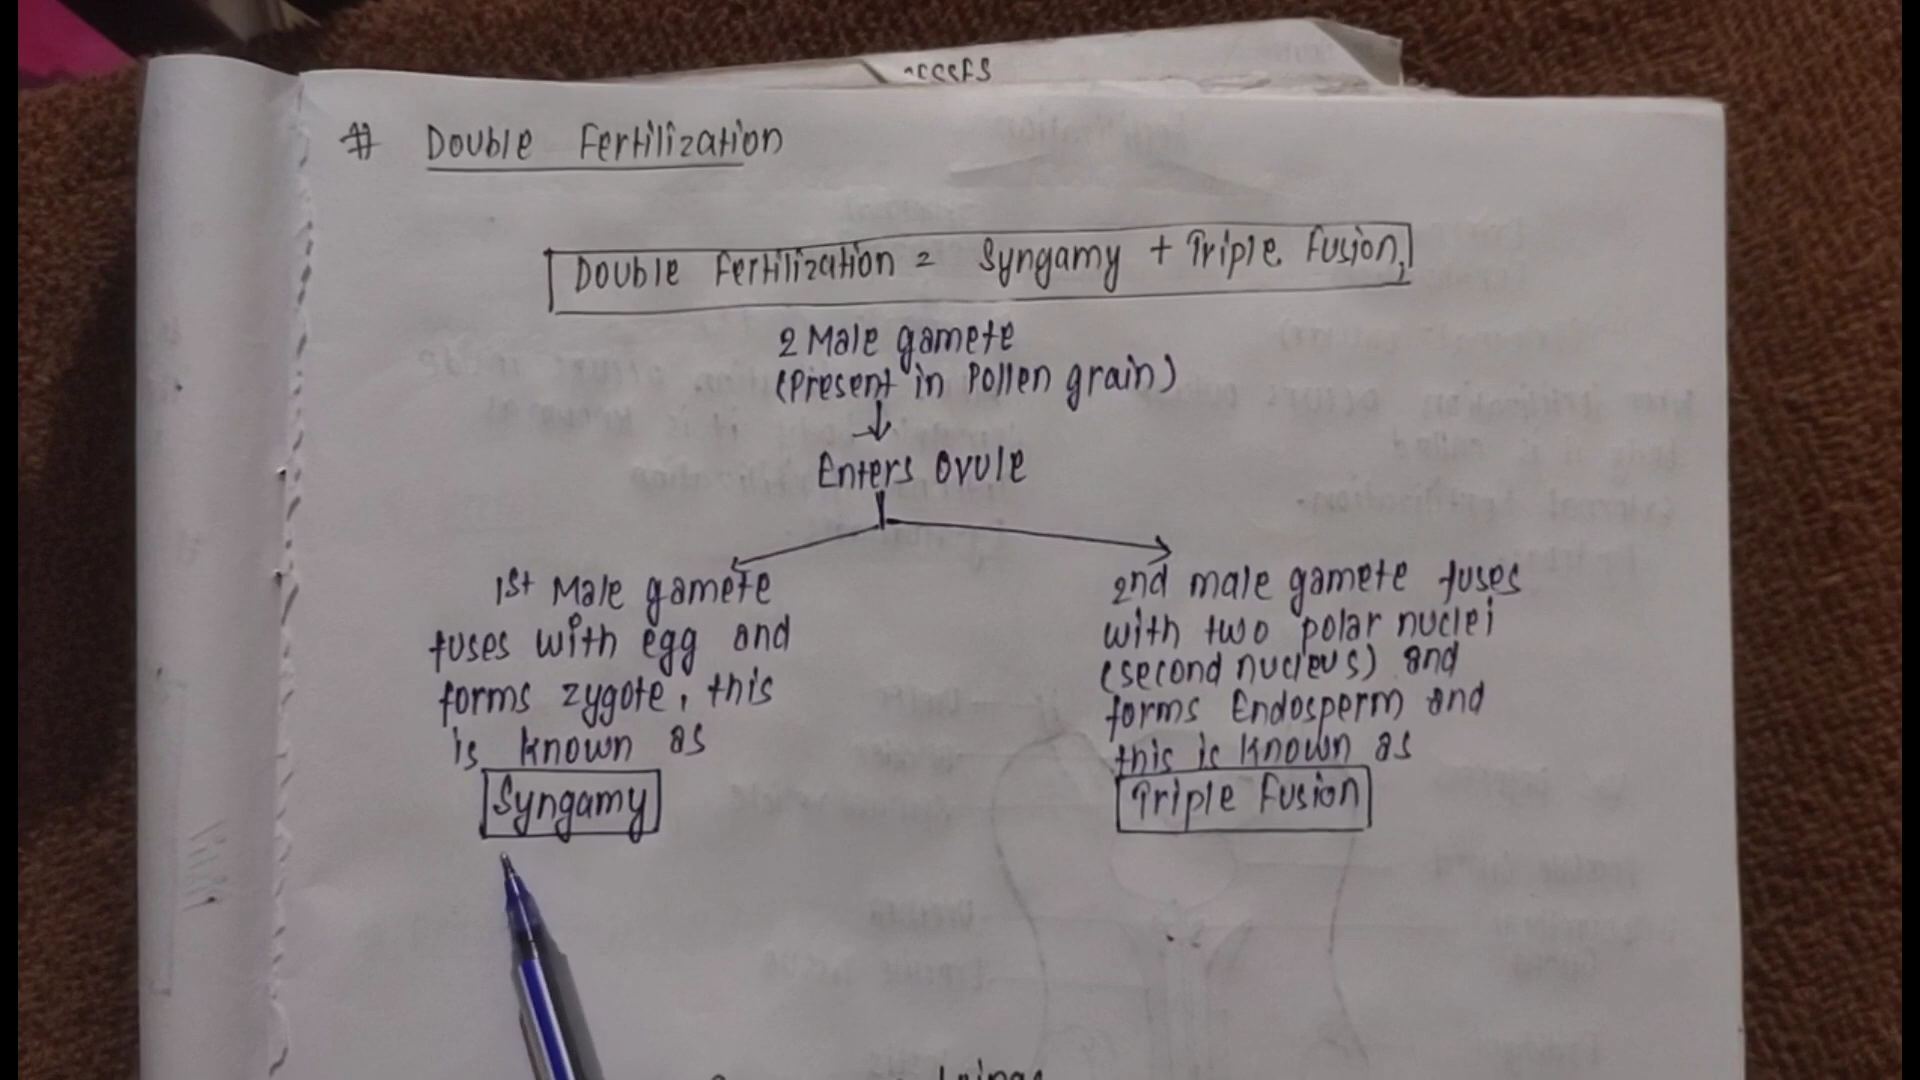 # Double Fertilization
Double Fertilization = Syngamy + Triple Fusion,
2 Male gamete
(Present in Pollen grain)
↓
Enters Ovule
1st Male gamete
fuses with egg and
forms zygote, this
is known as
Syngamy
2nd male gamete fuses
with two polar nuclei
(second nucleus) and
forms Endosperm and
this is known as
Triple Fusion